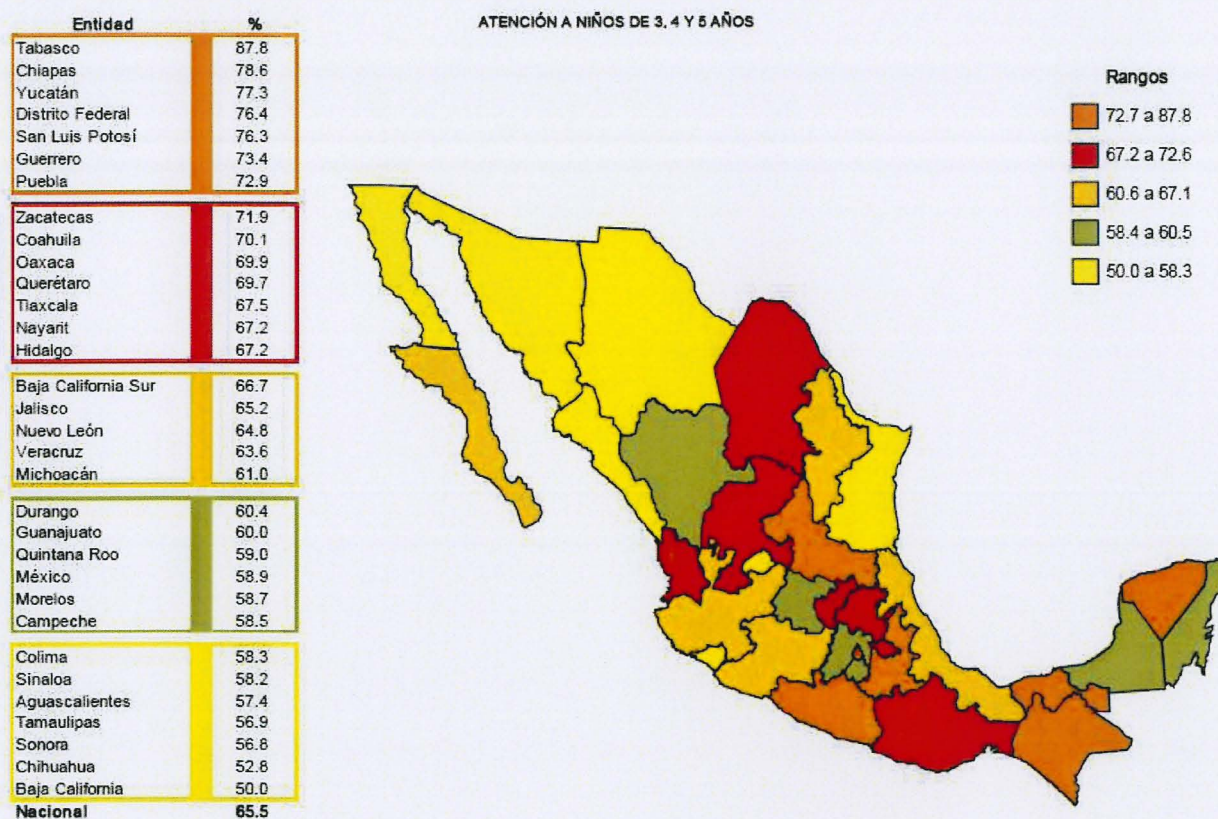 ATENCIÓN A NIÑOS DE 3, 4 Y 5 AÑOS
Entidad %
Tabasco 87.8
Chiapas 78.6
Yucatán 77.3
Distrito Federal 76.4
San Luis Potosí 76.3
Guerrero 73.4
Puebla 72.9
Zacatecas 71.9
Coahuila 70.1
Oaxaca 69.9
Querétaro 69.7
Tlaxcala 67.5
Nayarit 67.2
Hidalgo 67.2
Baja California Sur 66.7
Jalisco 65.2
Nuevo León 64.8
Veracruz 63.6
Michoacán 61.0
Durango 60.4
Guanajuato 60.0
Quintana Roo 59.0
México 58.9
Morelos 58.7
Campeche 58.5
Colima 58.3
Sinaloa 58.2
Aguascalientes 57.4
Tamaulipas 56.9
Sonora 56.8
Chihuahua 52.8
Baja California 50.0
Nacional 65.5
Rangos
72.7 a 87.8
67.2 a 72.6
60.6 a 67.1
58.4 a 60.5
50.0 a 58.3